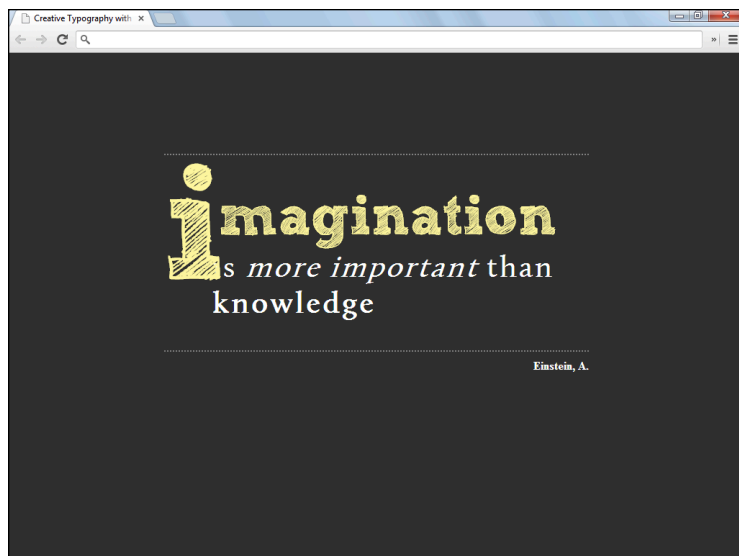 Creative Typography with
imagination
is more important than
knowledge
Einstein, A.